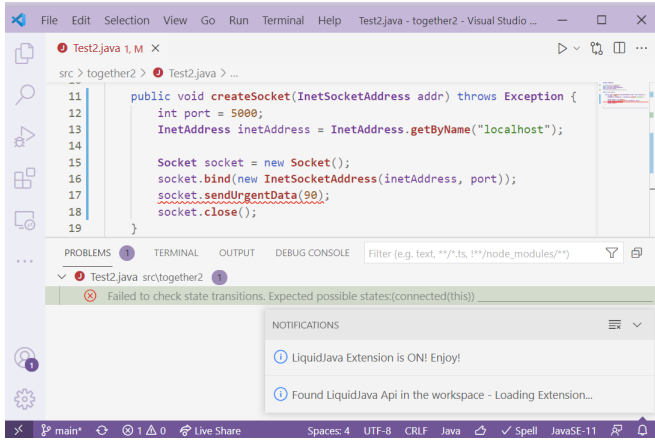 File Edit Selection View Go Run Terminal Help Test2.java - together2 - Visual Studio ...
Test2.java 1, M
src > together2 > Test2.java > ...
11 public void createSocket(InetSocketAddress addr) throws Exception {
12 int port = 5000;
13 InetAddress inetAddress = InetAddress.getByName("localhost");
14
15 Socket socket = new Socket();
16 socket.bind(new InetSocketAddress(inetAddress, port));
17 socket.sendUrgentData(90);
18 socket.close();
19 }
PROBLEMS 1 TERMINAL OUTPUT DEBUG CONSOLE Filter (e.g. text, **/*.ts, !**/node_modules/**)
Test2.java src\together2 1
Failed to check state transitions. Expected possible states:(connected(this))
NOTIFICATIONS
LiquidJava Extension is ON! Enjoy!
Found LiquidJava Api in the workspace - Loading Extension...
1
main* 1 0 Live Share Spaces: 4 UTF-8 CRLF Java Spell JavaSE-11